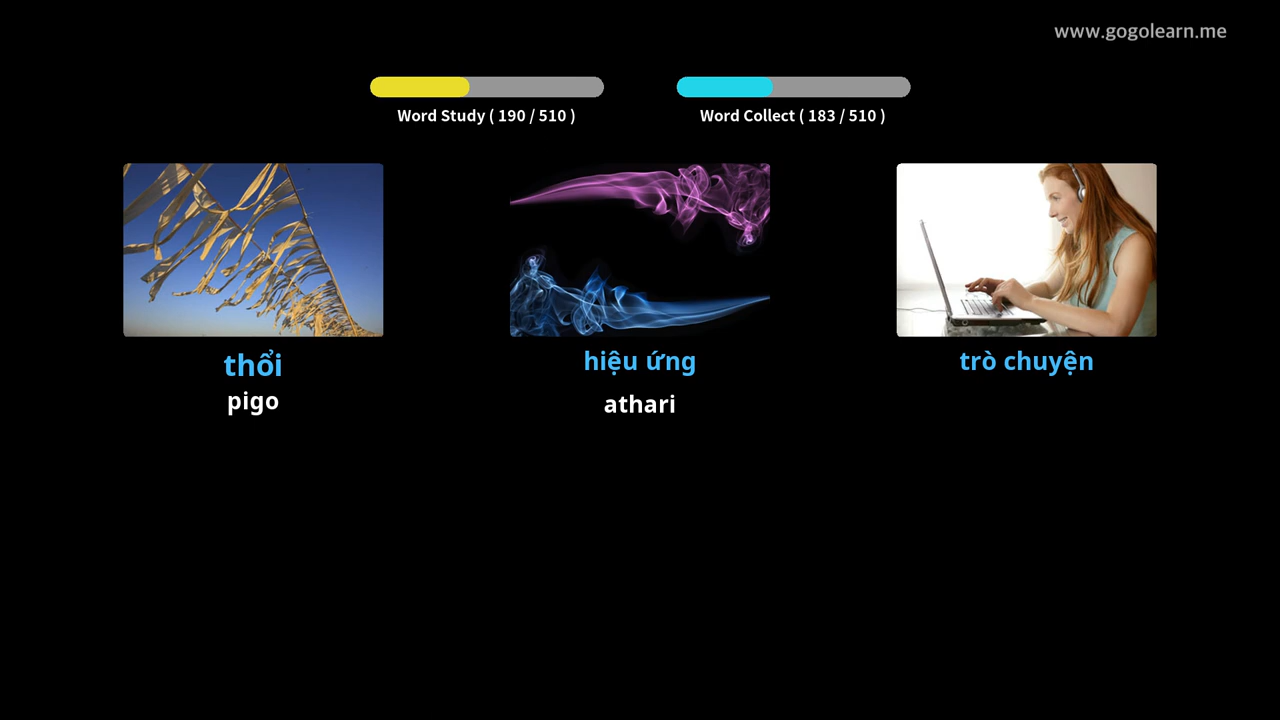 www.gogolearn.me
Word Study ( 190 / 510 )
Word Collect ( 183 / 510 )
thổi
pigo
hiệu ứng
athari
trò chuyện